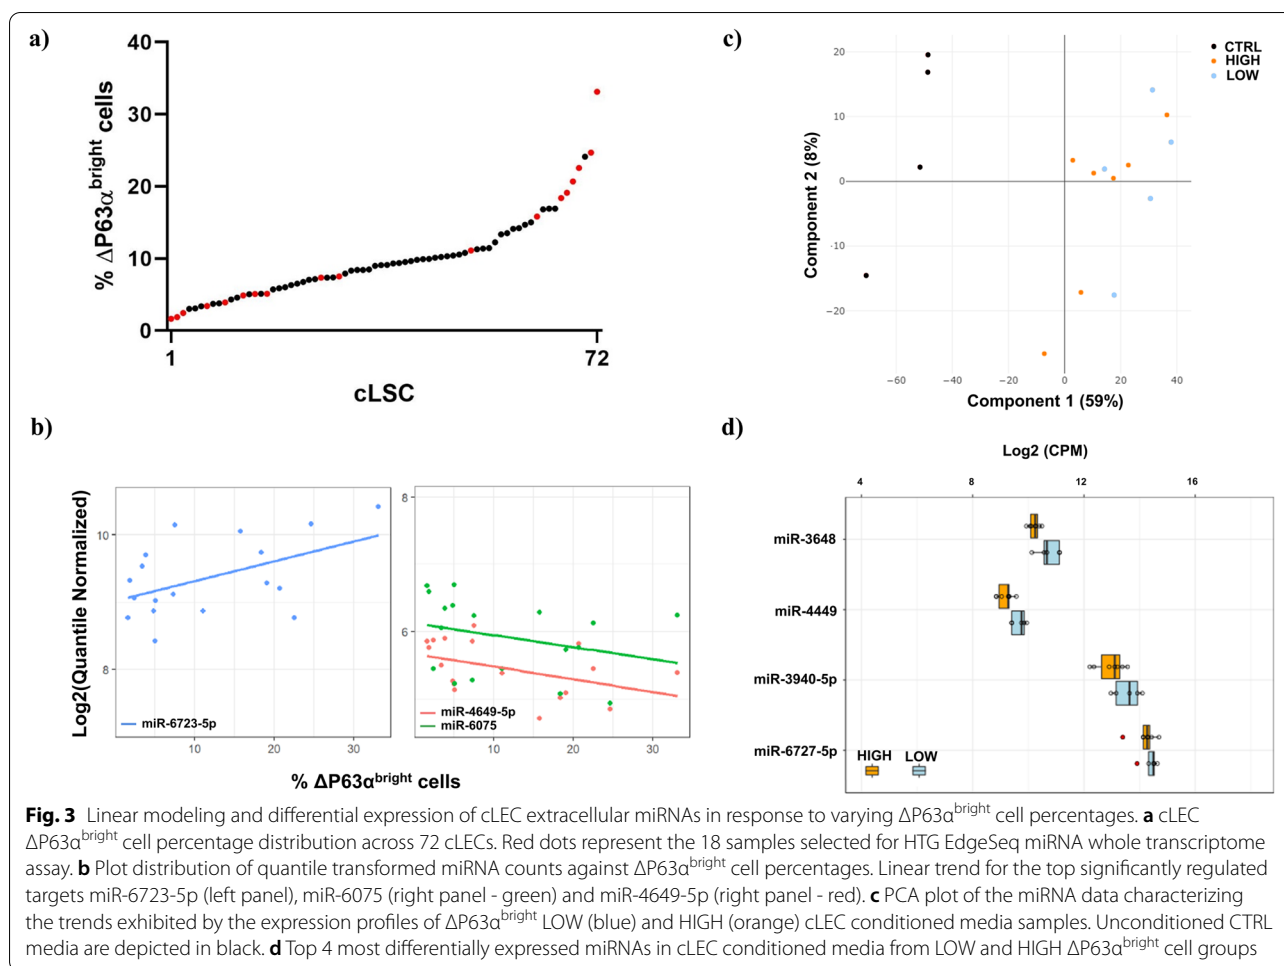 a)
40
30
20
10
0
% ΔP63α^bright cells
1
72
cLSC
c)
20
10
0
−10
−20
Component 2 (8%)
−60
−40
−20
0
20
40
Component 1 (59%)
CTRL
HIGH
LOW
b)
Log2(Quantile Normalized)
10
8
miR-6723-5p
10
20
30
8
6
miR-4649-5p
miR-6075
10
20
30
% ΔP63α^bright cells
d)
Log2 (CPM)
4
8
12
16
miR-3648
miR-4449
miR-3940-5p
miR-6727-5p
HIGH
LOW
Fig. 3 Linear modeling and differential expression of cLEC extracellular miRNAs in response to varying ΔP63α^bright cell percentages. a cLEC
ΔP63α^bright cell percentage distribution across 72 cLECs. Red dots represent the 18 samples selected for HTG EdgeSeq miRNA whole transcriptome
assay. b Plot distribution of quantile transformed miRNA counts against ΔP63α^bright cell percentages. Linear trend for the top significantly regulated
targets miR-6723-5p (left panel), miR-6075 (right panel - green) and miR-4649-5p (right panel - red). c PCA plot of the miRNA data characterizing
the trends exhibited by the expression profiles of ΔP63α^bright LOW (blue) and HIGH (orange) cLEC conditioned media samples. Unconditioned CTRL
media are depicted in black. d Top 4 most differentially expressed miRNAs in cLEC conditioned media from LOW and HIGH ΔP63α^bright cell groups